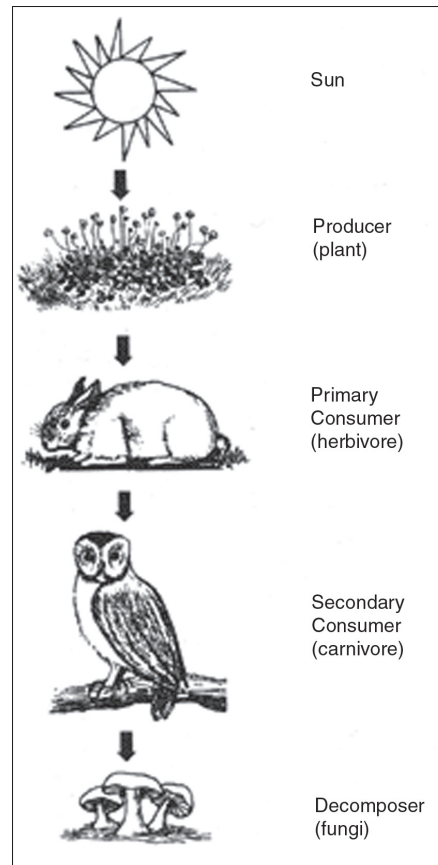 Sun
Producer
(plant)
Primary
Consumer
(herbivore)
Secondary
Consumer
(carnivore)
Decomposer
(fungi)